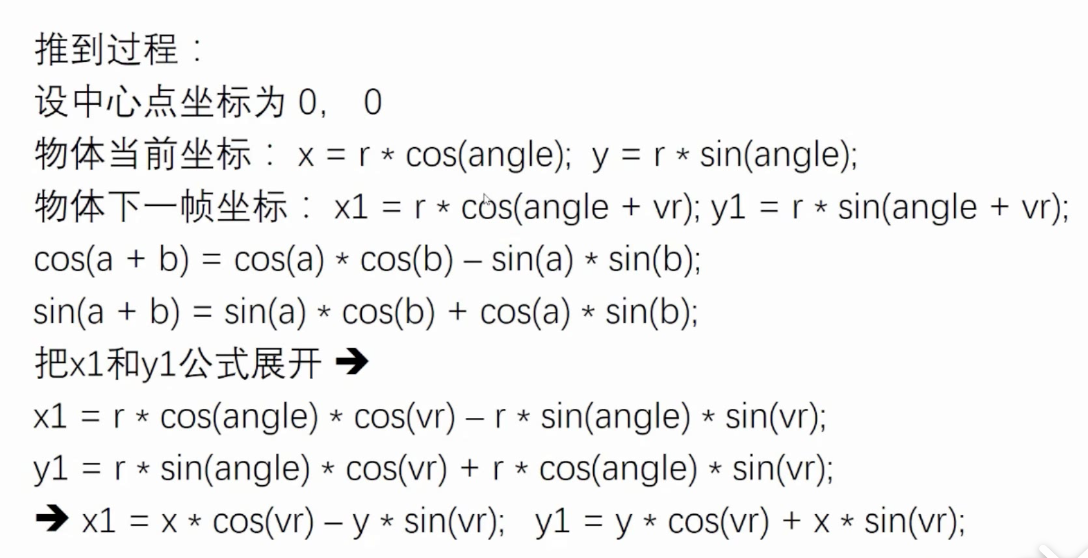 推到过程：
设中心点坐标为 0， 0
物体当前坐标： x = r * cos(angle); y = r * sin(angle);
物体下一帧坐标： x1 = r * cos(angle + vr); y1 = r * sin(angle + vr);
cos(a + b) = cos(a) * cos(b) – sin(a) * sin(b);
sin(a + b) = sin(a) * cos(b) + cos(a) * sin(b);
把x1和y1公式展开 ➔
x1 = r * cos(angle) * cos(vr) – r * sin(angle) * sin(vr);
y1 = r * sin(angle) * cos(vr) + r * cos(angle) * sin(vr);
➔ x1 = x * cos(vr) – y * sin(vr); y1 = y * cos(vr) + x * sin(vr);